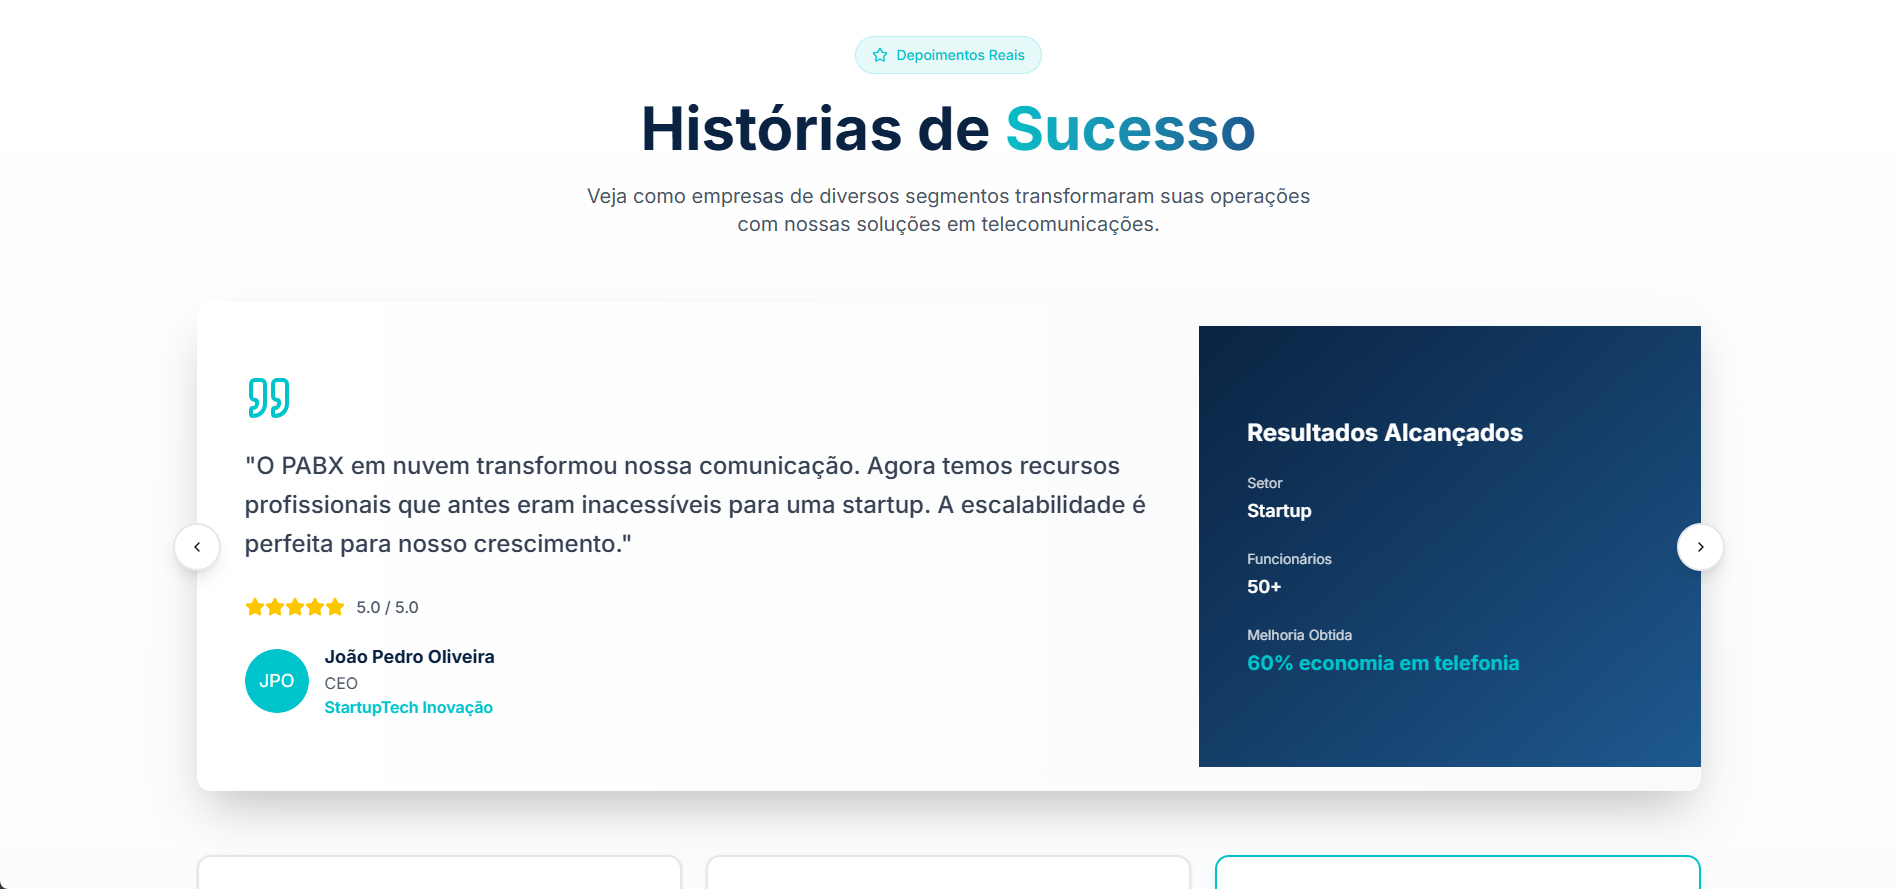 Depoimentos Reais
Histórias de Sucesso
Veja como empresas de diversos segmentos transformaram suas operações
com nossas soluções em telecomunicações.
"O PABX em nuvem transformou nossa comunicação. Agora temos recursos
profissionais que antes eram inacessíveis para uma startup. A escalabilidade é
perfeita para nosso crescimento."
5.0 / 5.0
JPO
João Pedro Oliveira
CEO
StartupTech Inovação
Resultados Alcançados
Setor
Startup
Funcionários
50+
Melhoria Obtida
60% economia em telefonia